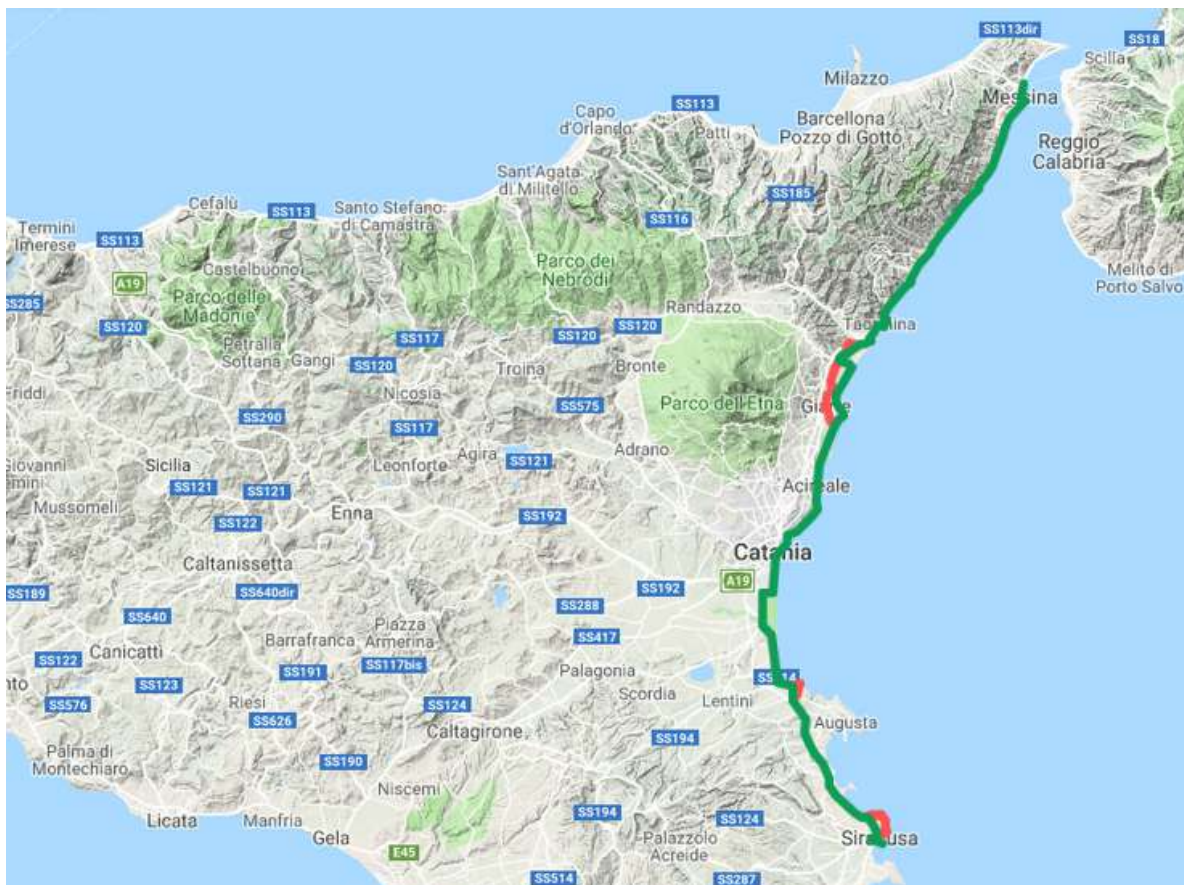 SS113dir
SS18
Scilla
Milazzo
Messina
SS113
Capo
d'Orlando
Barcellona
Pozzo di Gotto
Patti
Reggio
Calabria
Sant'Agata
di Militello
SS185
Cefalù
SS113
Santo Stefano
di Camastra
SS116
Termini
Imerese
SS113
Castelbuono
Parco dei
Nebrodi
Melito di
Porto Salvo
A19
SS285
Parco delle
Madonie
Randazzo
SS120
SS117
SS120
SS120
Petralia
Sottana
Gangi
SS120
Troina
Bronte
Nicosia
SS575
Parco dell'Etna
SS290
SS117
Adrano
Sicilia
Leonforte
Agira
SS121
Acireale
SS121
SS121
Mussomeli
SS122
Enna
SS192
Catania
Caltanissetta
A19
SS189
SS640dir
SS192
SS288
SS640
Barrafranca
Piazza
Armerina
SS417
Canicattì
SS122
SS191
SS117bis
Palagonia
SS123
Scordia
Lentini
SS576
Riesi
SS124
SS626
Caltagirone
Augusta
SS194
Palma di
Montechiaro
SS190
Niscemi
Licata
Manfria
Gela
SS194
SS124
Palazzolo
Acreide
E45
SS514
SS287